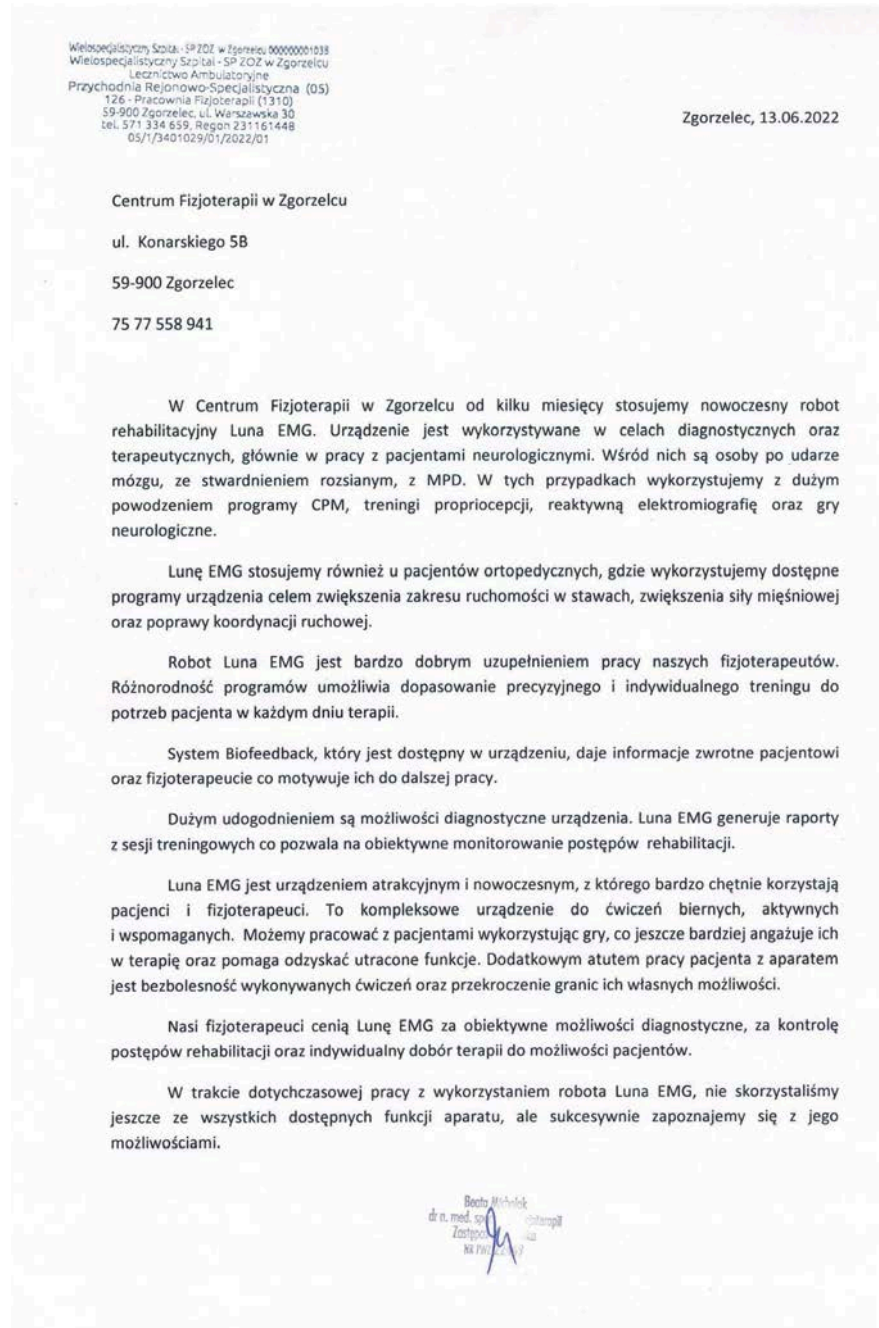 Wielospecjalistyczny Szpital - SP ZOZ w Zgorzelcu 000000001038
Wielospecjalistyczny Szpital - SP ZOZ w Zgorzelcu
Lecznictwo Ambulatoryjne
Przychodnia Rejonowo-Specjalistyczna (05)
126 - Pracownia Fizjoterapii (1310)
59-900 Zgorzelec, ul. Warszawska 30
tel. 571 334 659, Regon 231161448
05/1/3401029/01/2022/01
Zgorzelec, 13.06.2022
Centrum Fizjoterapii w Zgorzelcu
ul. Konarskiego 5B
59-900 Zgorzelec
75 77 558 941
W Centrum Fizjoterapii w Zgorzelcu od kilku miesięcy stosujemy nowoczesny robot
rehabilitacyjny Luna EMG. Urządzenie jest wykorzystywane w celach diagnostycznych oraz
terapeutycznych, głównie w pracy z pacjentami neurologicznymi. Wśród nich są osoby po udarze
mózgu, ze stwardnieniem rozsianym, z MPD. W tych przypadkach wykorzystujemy z dużym
powodzeniem programy CPM, treningi propriocepcji, reaktywną elektromiografię oraz gry
neurologiczne.
Lunę EMG stosujemy również u pacjentów ortopedycznych, gdzie wykorzystujemy dostępne
programy urządzenia celem zwiększenia zakresu ruchomości w stawach, zwiększenia siły mięśniowej
oraz poprawy koordynacji ruchowej.
Robot Luna EMG jest bardzo dobrym uzupełnieniem pracy naszych fizjoterapeutów.
Różnorodność programów umożliwia dopasowanie precyzyjnego i indywidualnego treningu do
potrzeb pacjenta w każdym dniu terapii.
System Biofeedback, który jest dostępny w urządzeniu, daje informacje zwrotne pacjentowi
oraz fizjoterapeucie co motywuje ich do dalszej pracy.
Dużym udogodnieniem są możliwości diagnostyczne urządzenia. Luna EMG generuje raporty
z sesji treningowych co pozwala na obiektywne monitorowanie postępów rehabilitacji.
Luna EMG jest urządzeniem atrakcyjnym i nowoczesnym, z którego bardzo chętnie korzystają
pacjenci i fizjoterapeuci. To kompleksowe urządzenie do ćwiczeń biernych, aktywnych
i wspomaganych. Możemy pracować z pacjentami wykorzystując gry, co jeszcze bardziej angażuje ich
w terapię oraz pomaga odzyskać utracone funkcje. Dodatkowym atutem pracy pacjenta z aparatem
jest bezbolesność wykonywanych ćwiczeń oraz przekroczenie granic ich własnych możliwości.
Nasi fizjoterapeuci cenią Lunę EMG za obiektywne możliwości diagnostyczne, za kontrolę
postępów rehabilitacji oraz indywidualny dobór terapii do możliwości pacjentów.
W trakcie dotychczasowej pracy z wykorzystaniem robota Luna EMG, nie skorzystaliśmy
jeszcze ze wszystkich dostępnych funkcji aparatu, ale sukcesywnie zapoznajemy się z jego
możliwościami.
Beata Michalak
dr n. med.